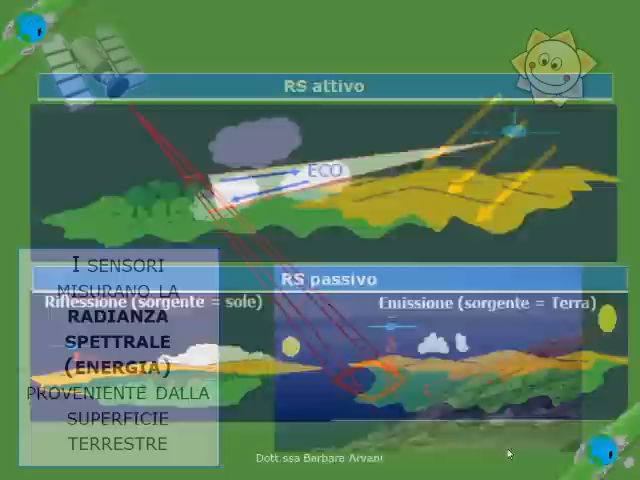 RS attivo
ECO
RS passivo
Riflessione (sorgente = sole)
Emissione (sorgente = Terra)
I SENSORI
MISURANO LA
RADIANZA
SPETTRALE
(ENERGIA)
PROVENIENTE DALLA
SUPERFICIE
TERRESTRE
Dott.ssa Barbara Arvani